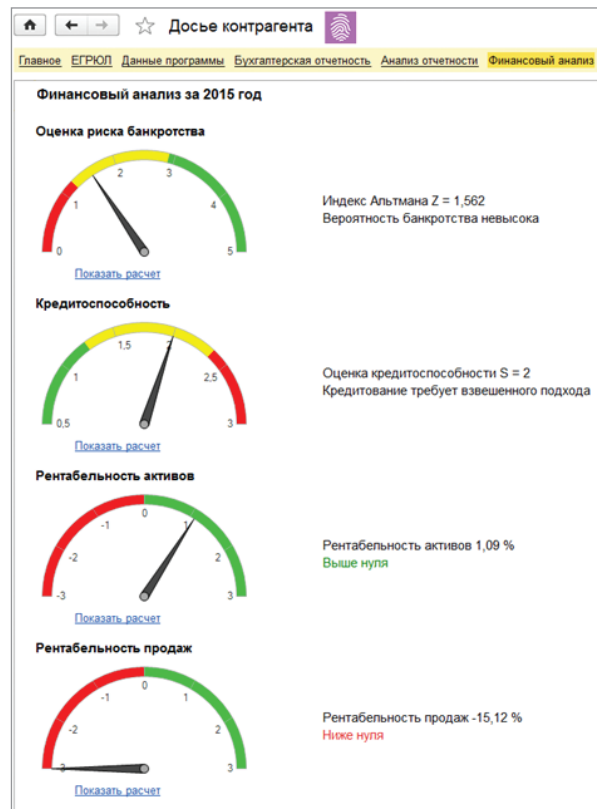 Досье контрагента
Главное ЕГРЮЛ Данные программы Бухгалтерская отчетность Анализ отчетности Финансовый анализ
Финансовый анализ за 2015 год
Оценка риска банкротства
0 1 2 3 4 5
Индекс Альтмана Z = 1,562
Вероятность банкротства невысока
Показать расчет
Кредитоспособность
0,5 1 1,5 2 2,5 3
Оценка кредитоспособности S = 2
Кредитование требует взвешенного подхода
Показать расчет
Рентабельность активов
-3 -2 -1 0 1 2 3
Рентабельность активов 1,09 %
Выше нуля
Показать расчет
Рентабельность продаж
-3 -2 -1 0 1 2 3
Рентабельность продаж -15,12 %
Ниже нуля
Показать расчет